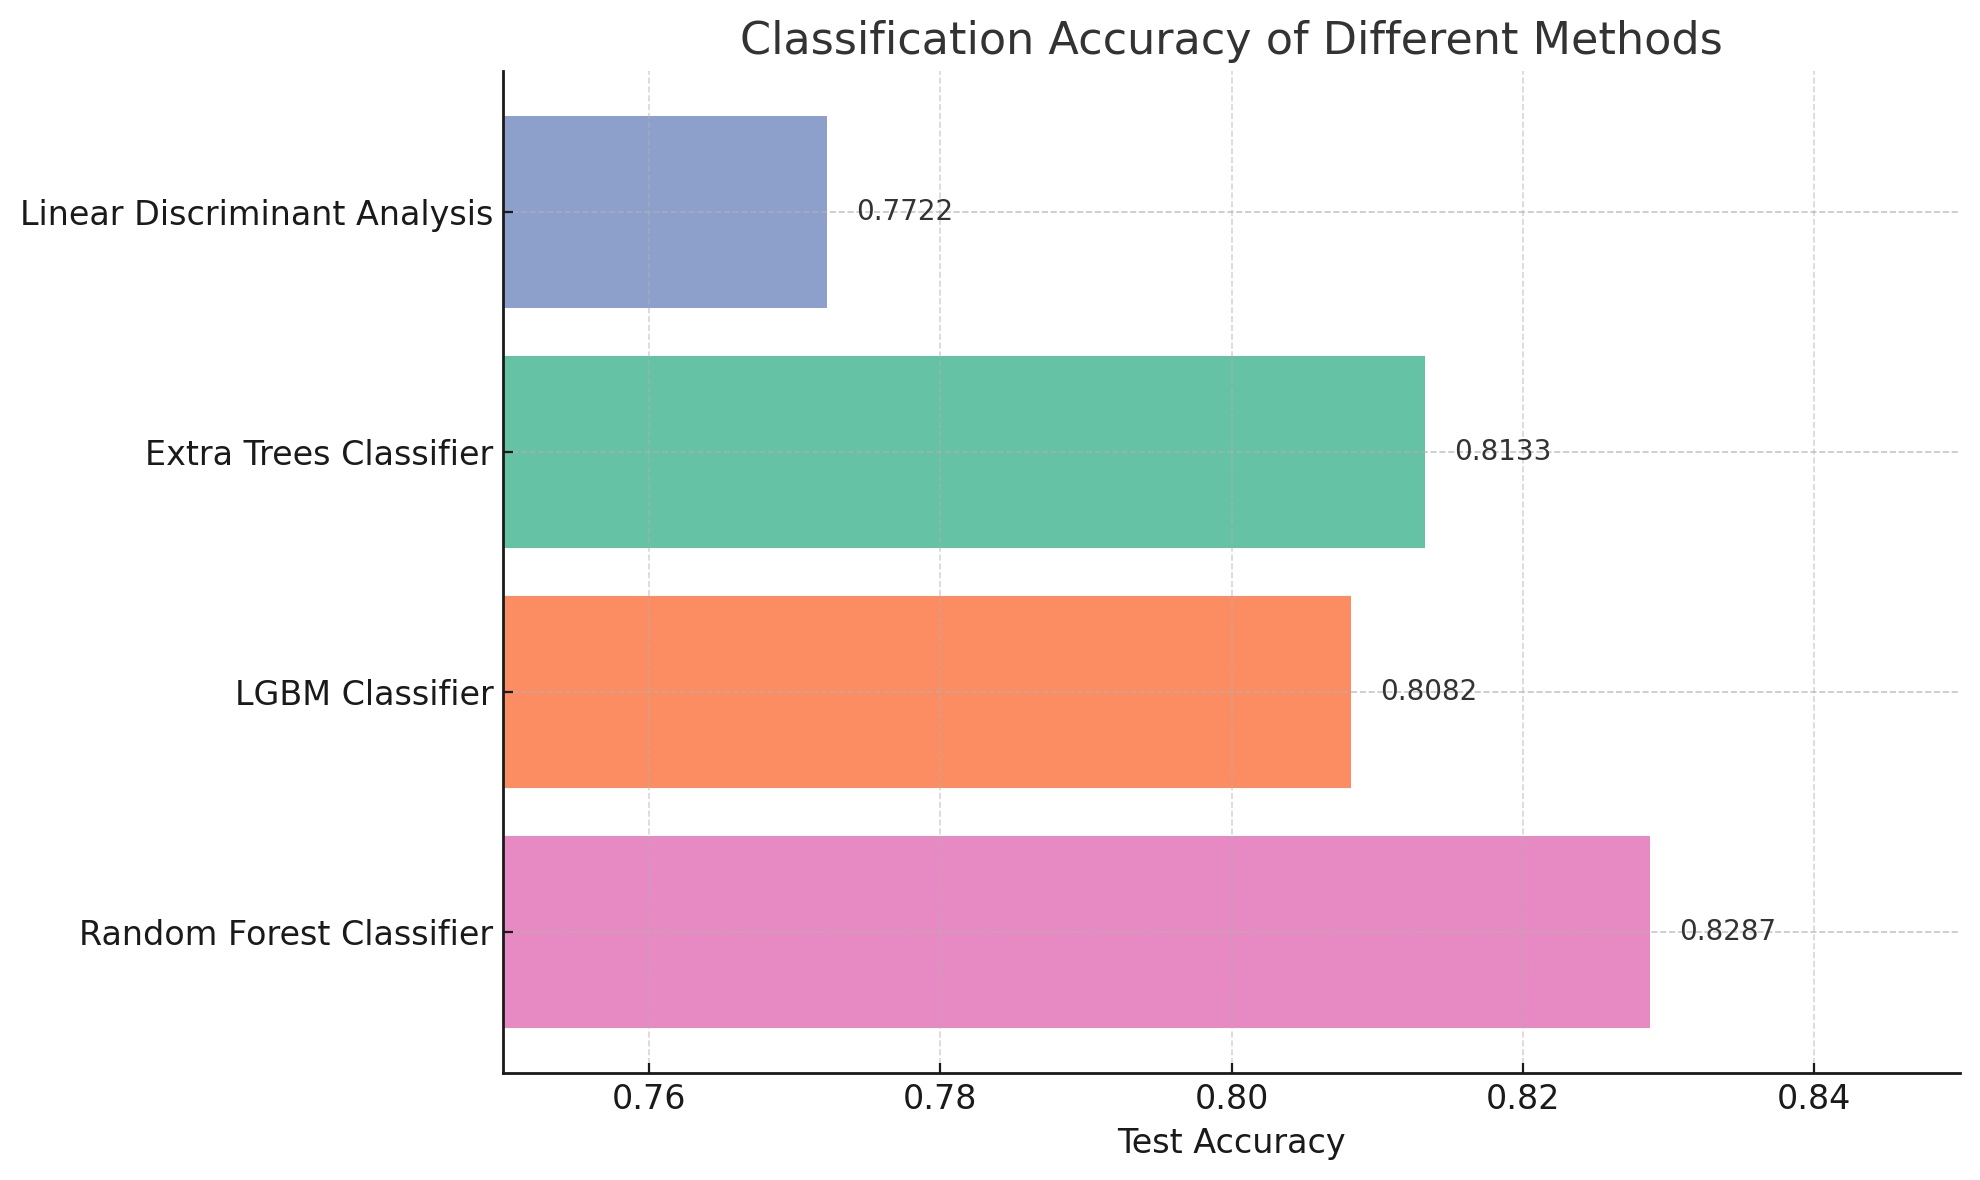 Classification Accuracy of Different Methods
Linear Discriminant Analysis
0.7722
Extra Trees Classifier
0.8133
LGBM Classifier
0.8082
Random Forest Classifier
0.8287
0.76 0.78 0.80 0.82 0.84
Test Accuracy